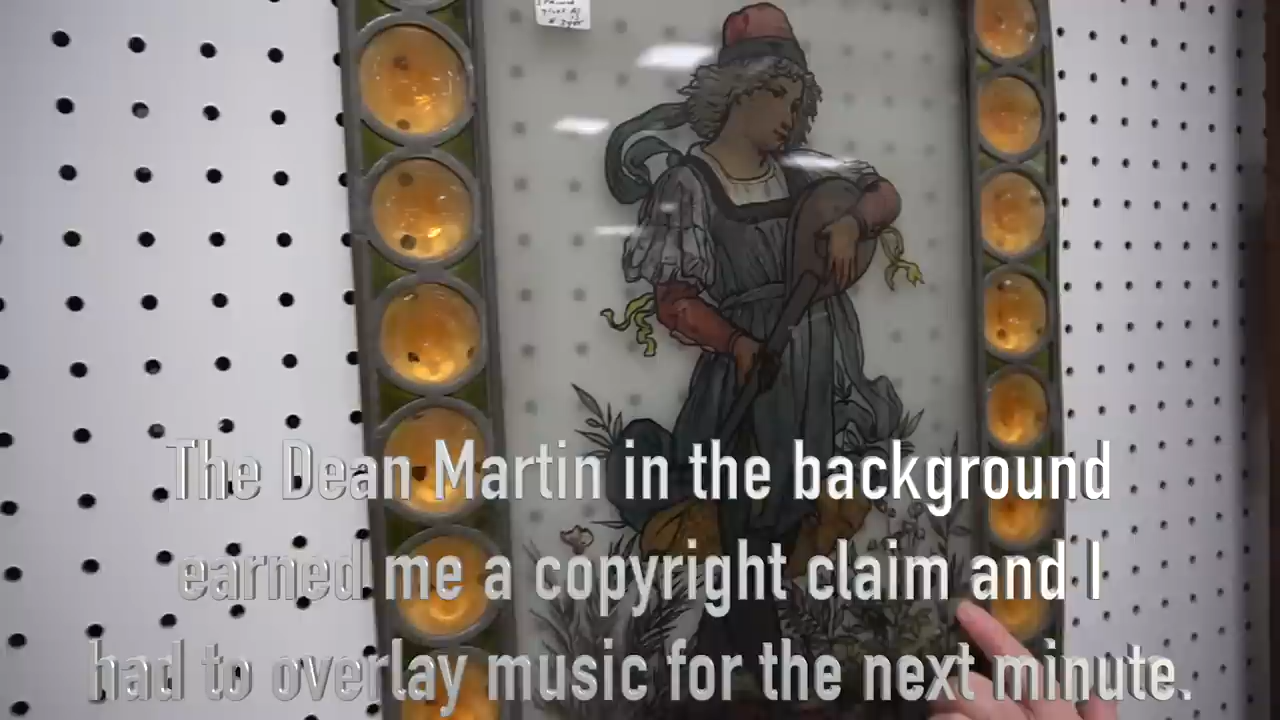 The Dean Martin in the background
earned me a copyright claim and I
had to overlay music for the next minute.